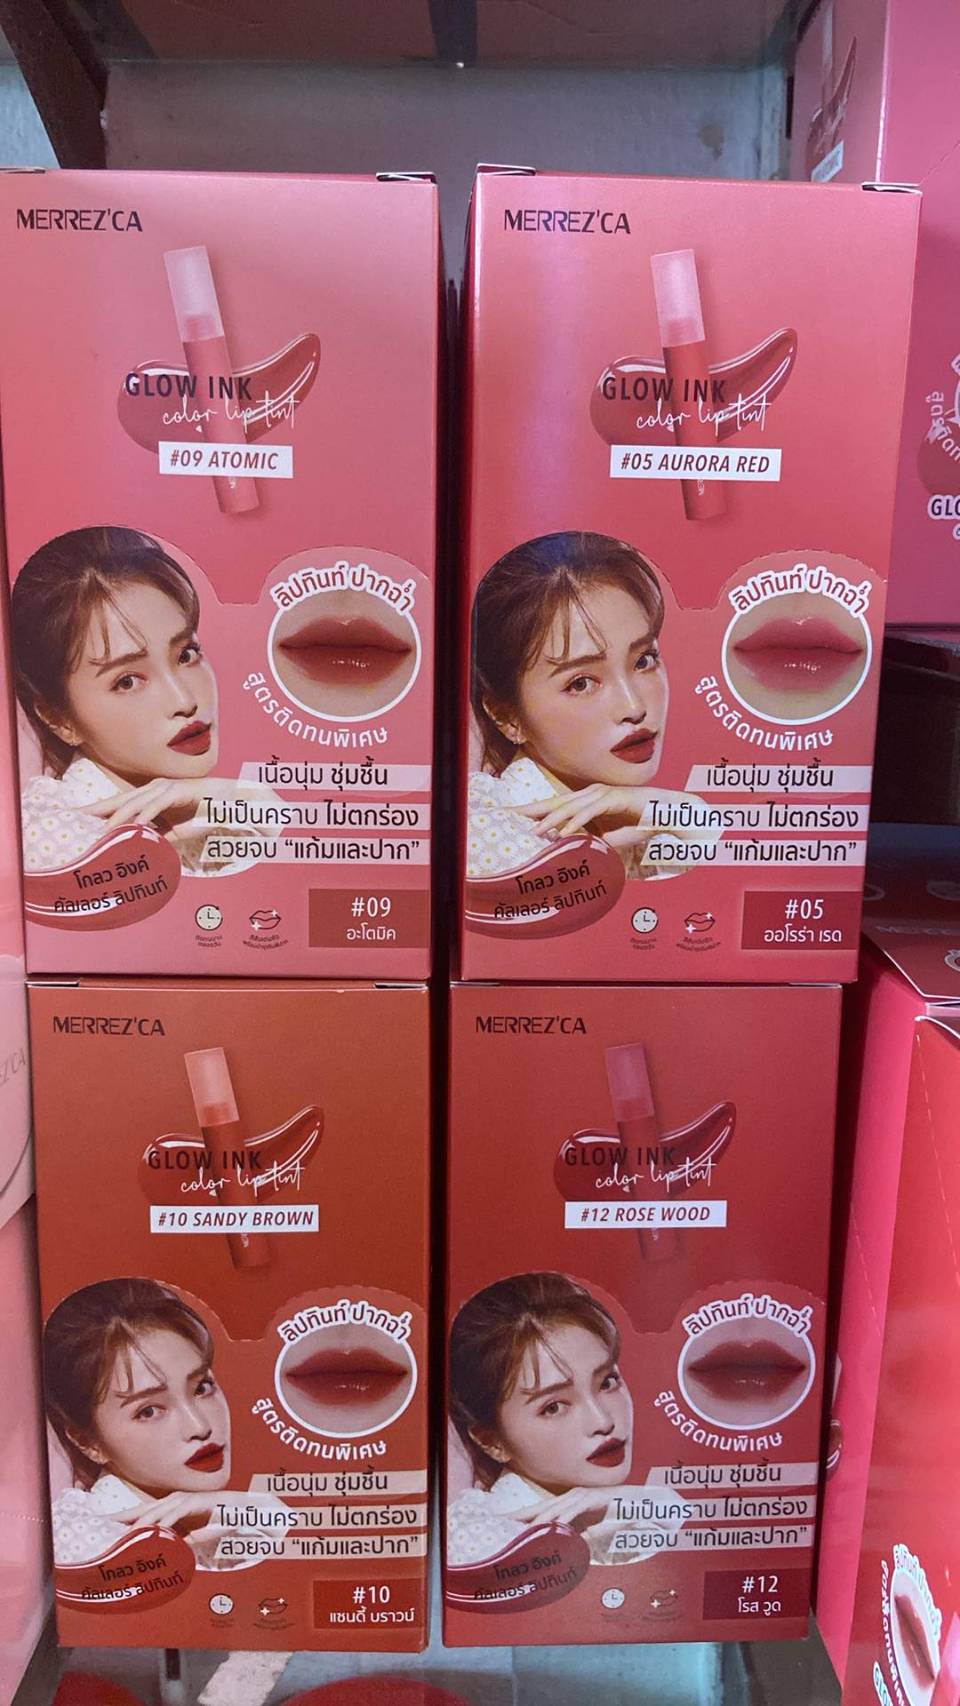 MERREZ'CA
GLOW INK
color lip tint
#09 ATOMIC
ลิปทินท์ ปากฉ่ำ
สูตรติดทนพิเศษ
เนื้อนุ่ม ชุ่มชื้น
ไม่เป็นคราบ ไม่ตกร่อง
สวยจบ “แก้มและปาก”
โกลว อิงค์
คัลเลอร์ ลิปทินท์
#09
อะโตมิค
MERREZ'CA
GLOW INK
color lip tint
#05 AURORA RED
ลิปทินท์ ปากฉ่ำ
สูตรติดทนพิเศษ
เนื้อนุ่ม ชุ่มชื้น
ไม่เป็นคราบ ไม่ตกร่อง
สวยจบ “แก้มและปาก”
โกลว อิงค์
คัลเลอร์ ลิปทินท์
#05
ออโรร่า เรด
MERREZ'CA
GLOW INK
color lip tint
#10 SANDY BROWN
ลิปทินท์ ปากฉ่ำ
สูตรติดทนพิเศษ
เนื้อนุ่ม ชุ่มชื้น
ไม่เป็นคราบ ไม่ตกร่อง
สวยจบ “แก้มและปาก”
โกลว อิงค์
คัลเลอร์ ลิปทินท์
#10
แซนดี้ บราวน์
MERREZ'CA
GLOW INK
color lip tint
#12 ROSE WOOD
ลิปทินท์ ปากฉ่ำ
สูตรติดทนพิเศษ
เนื้อนุ่ม ชุ่มชื้น
ไม่เป็นคราบ ไม่ตกร่อง
สวยจบ “แก้มและปาก”
โกลว อิงค์
คัลเลอร์ ลิปทินท์
#12
โรส วูด